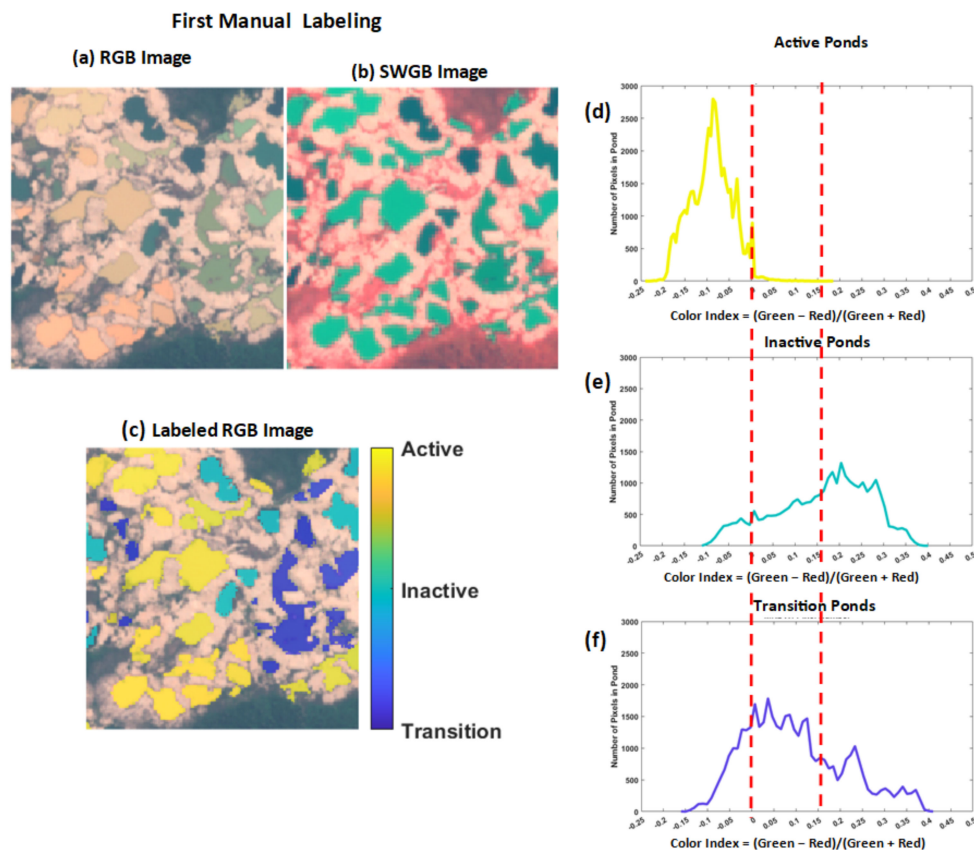 First Manual Labeling
(a) RGB Image
(b) SWGB Image
(c) Labeled RGB Image
Active
Inactive
Transition
Active Ponds
(d)
Number of Pixels in Pond
3000
2500
2000
1500
1000
500
0
-0.25 -0.2 -0.15 -0.1 -0.05 0 0.05 0.1 0.15 0.2 0.25 0.3 0.35 0.4 0.45 0.5
Color Index = (Green – Red)/(Green + Red)
Inactive Ponds
(e)
Number of Pixels in Pond
3000
2500
2000
1500
1000
500
0
-0.25 -0.2 -0.15 -0.1 -0.05 0 0.05 0.1 0.15 0.2 0.25 0.3 0.35 0.4 0.45 0.5
Color Index = (Green – Red)/(Green + Red)
Transition Ponds
(f)
Number of Pixels in Pond
3000
2500
2000
1500
1000
500
0
-0.25 -0.2 -0.15 -0.1 -0.05 0 0.05 0.1 0.15 0.2 0.25 0.3 0.35 0.4 0.45 0.5
Color Index = (Green – Red)/(Green + Red)